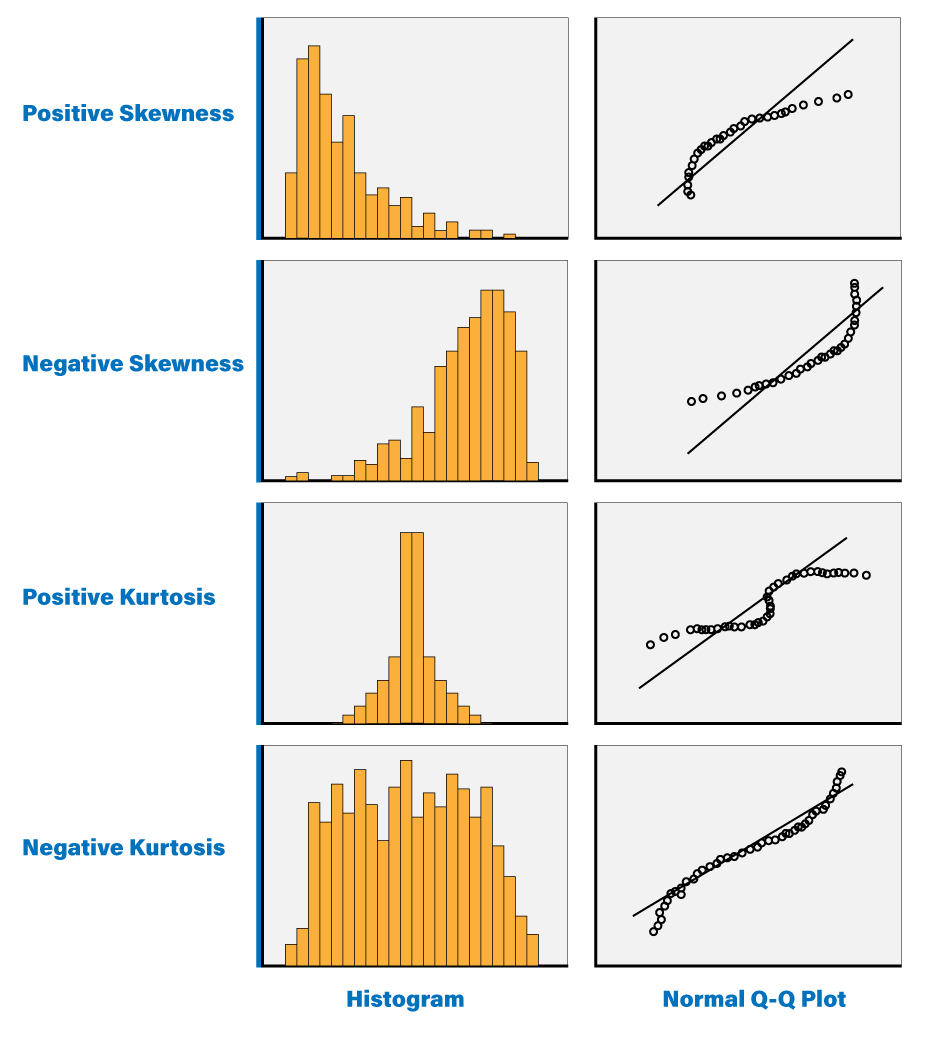 Positive Skewness
Negative Skewness
Positive Kurtosis
Negative Kurtosis
Histogram
Normal Q-Q Plot